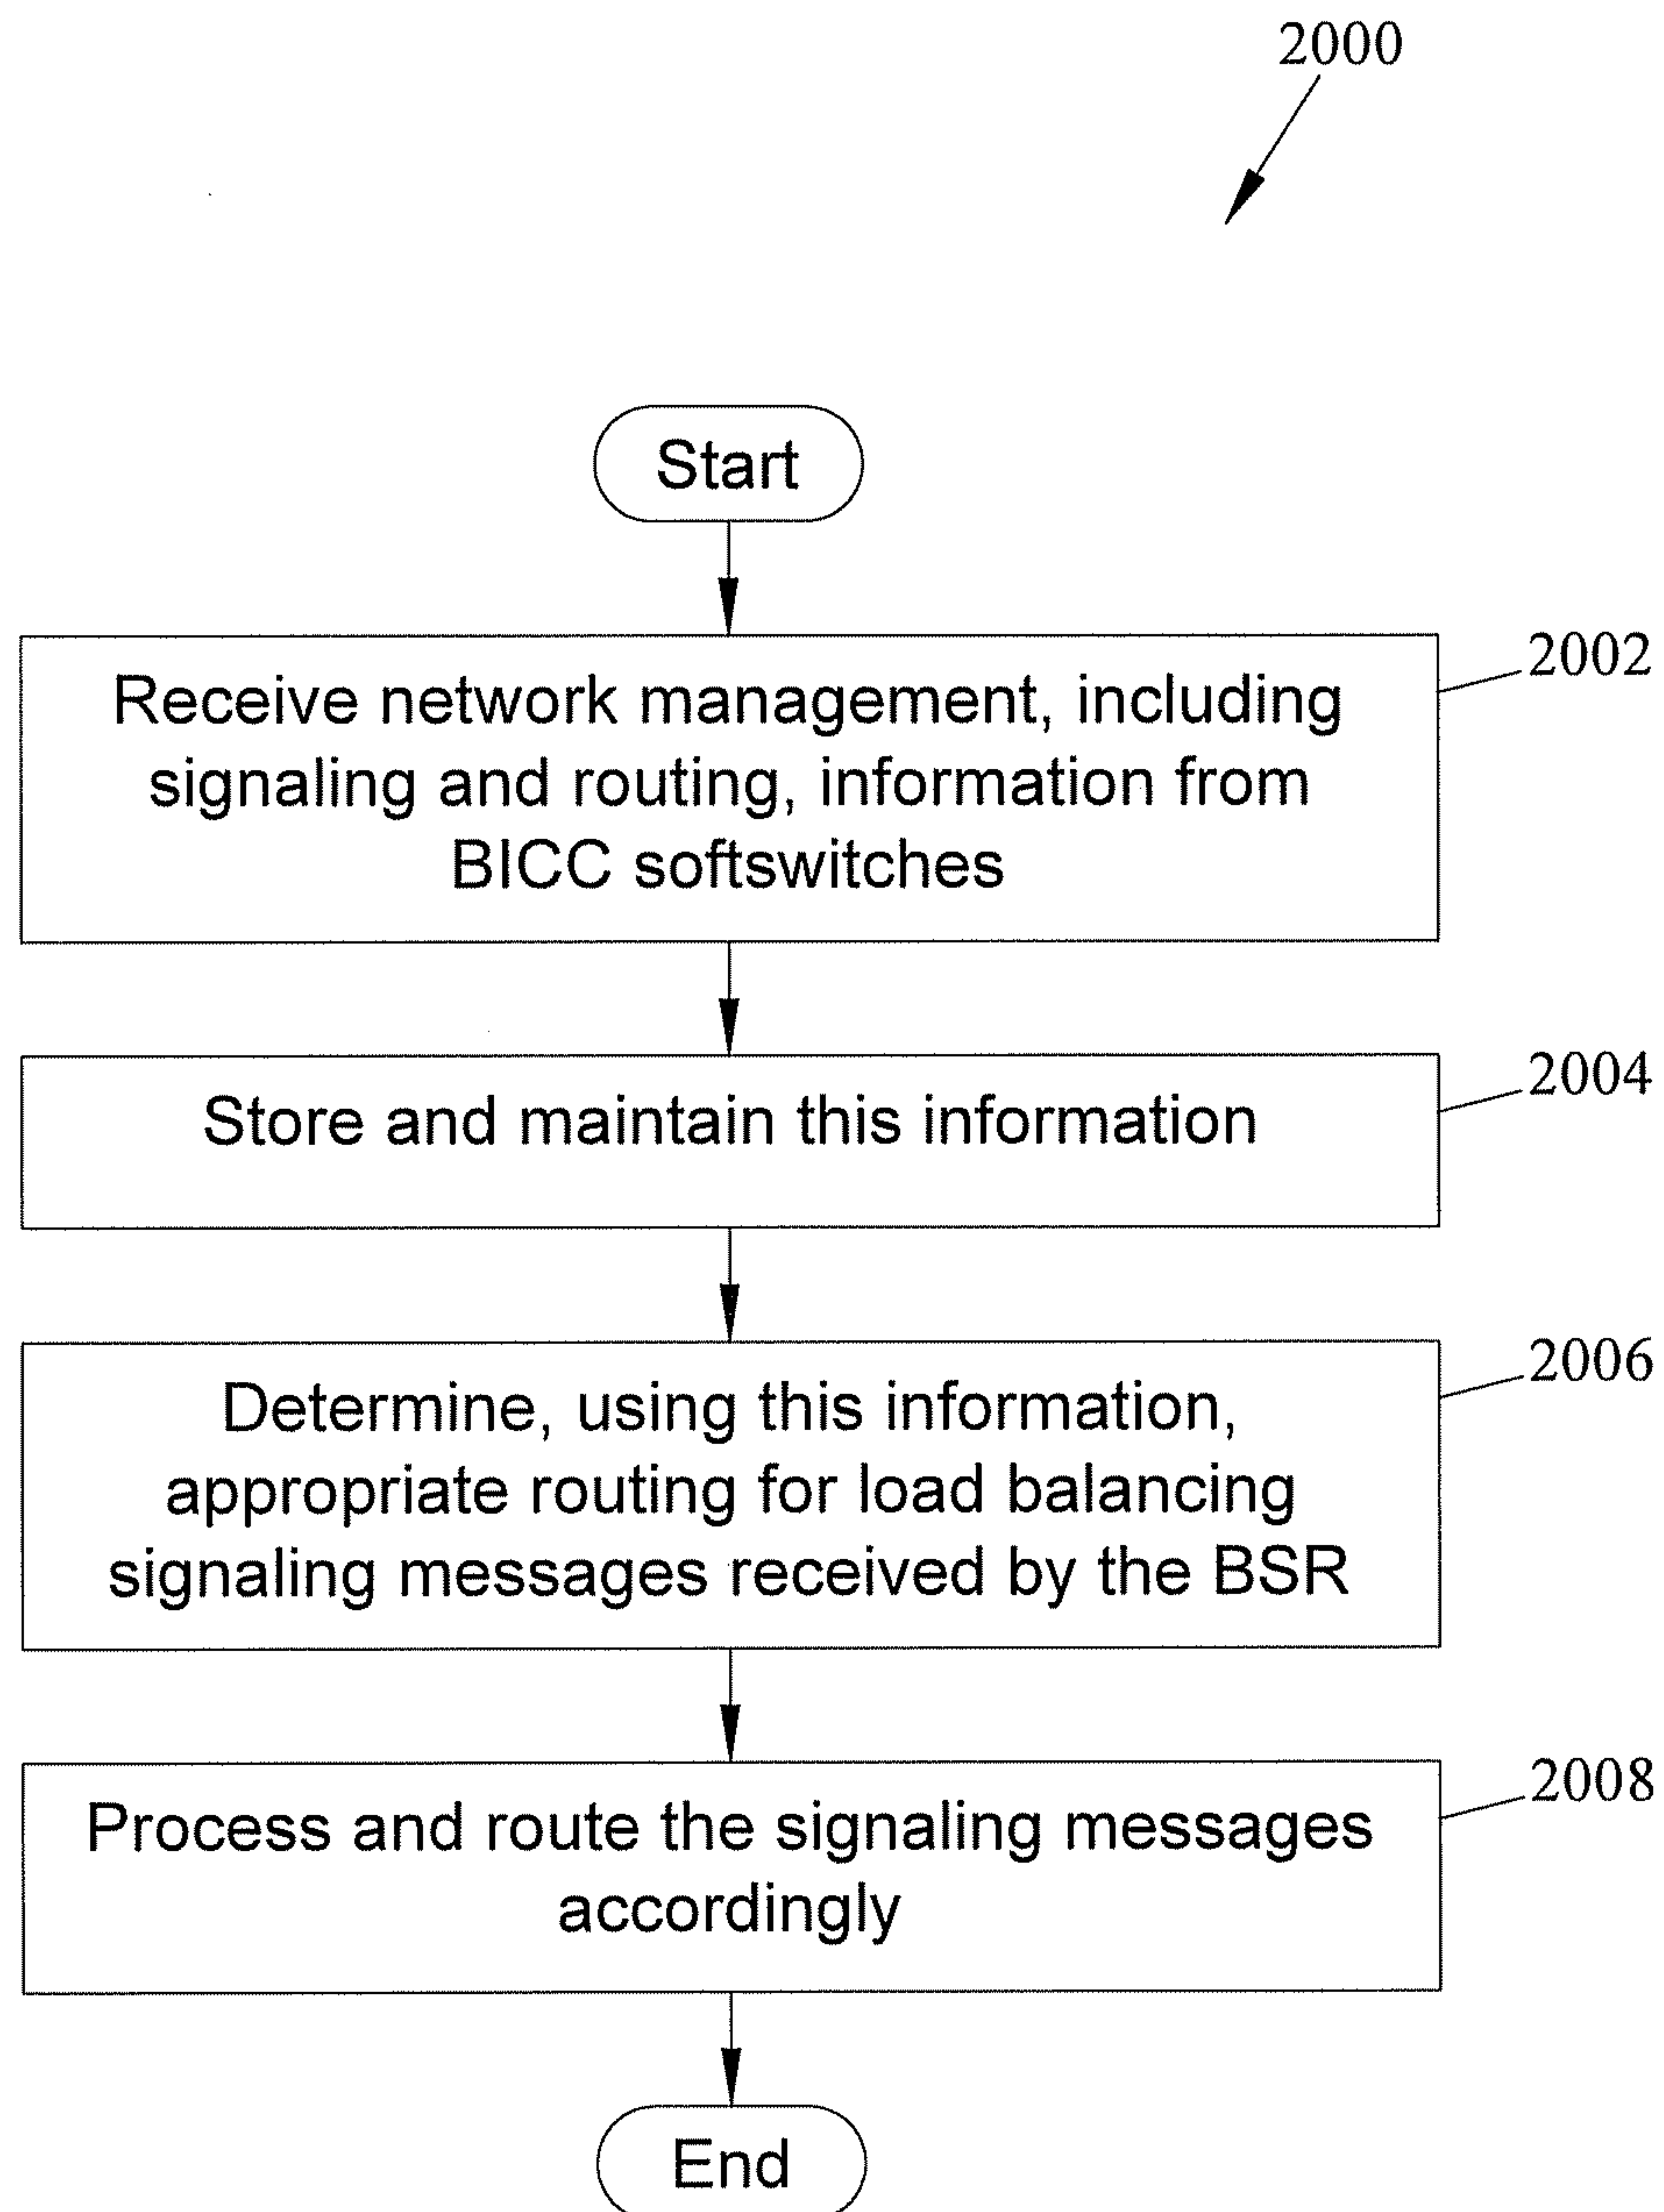 2000
Start
Receive network management, including
signaling and routing, information from
BICC softswitches
2002
Store and maintain this information
2004
Determine, using this information,
appropriate routing for load balancing
signaling messages received by the BSR
2006
Process and route the signaling messages
accordingly
2008
End